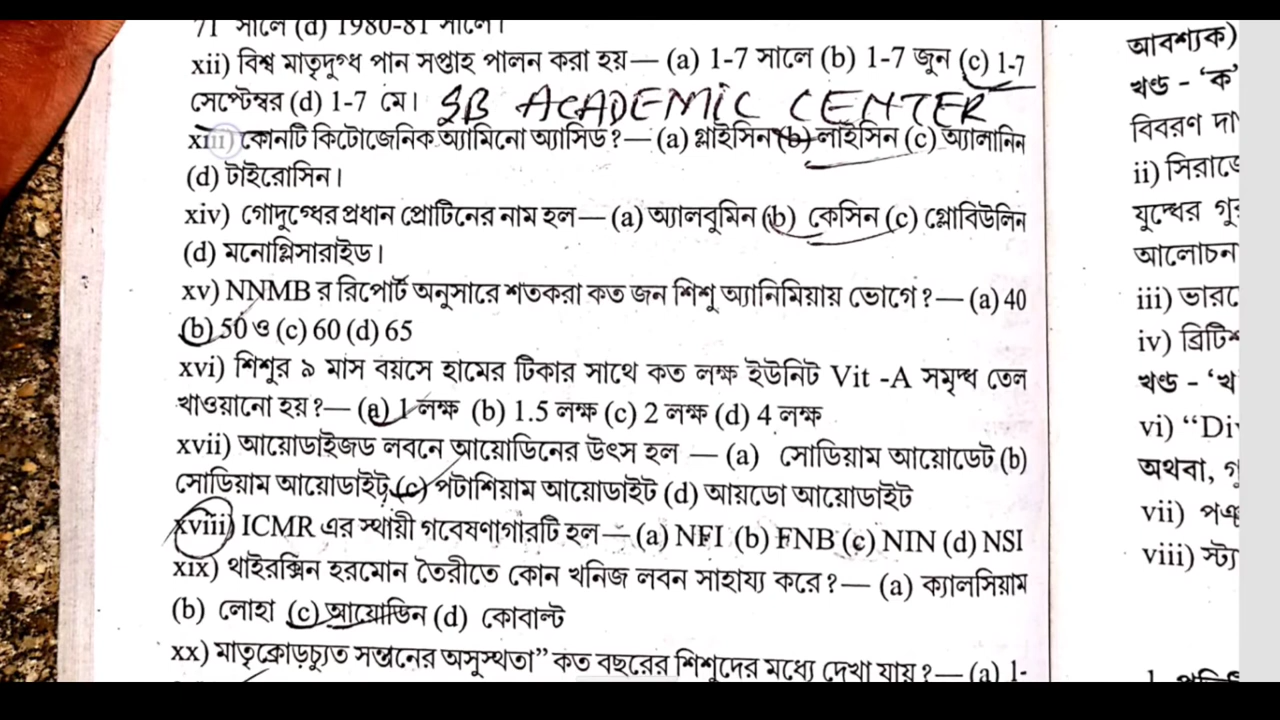 71 সালে (d) 1980-81 সালে।
xii) বিশ্ব মাতৃদুগ্ধ পান সপ্তাহ পালন করা হয়— (a) 1-7 সালে (b) 1-7 জুন (c) 1-7
সেপ্টেম্বর (d) 1-7 মে। SB ACADEMIC CENTER
xiii) কোনটি কিটোজেনিক অ্যামিনো অ্যাসিড?— (a) গ্লাইসিন (b) লাইসিন (c) অ্যালানিন
(d) টাইরোসিন।
xiv) গোদুগ্ধের প্রধান প্রোটিনের নাম হল— (a) অ্যালবুমিন (b) কেসিন (c) গ্লোবিউলিন
(d) মনোগ্লিসারাইড।
xv) NNMB র রিপোর্ট অনুসারে শতকরা কত জন শিশু অ্যানিমিয়ায় ভোগে?— (a) 40
(b) 50 ও (c) 60 (d) 65
xvi) শিশুর ৯ মাস বয়সে হামের টিকার সাথে কত লক্ষ ইউনিট Vit -A সমৃদ্ধ তেল
খাওয়ানো হয়?— (a) 1 লক্ষ (b) 1.5 লক্ষ (c) 2 লক্ষ (d) 4 লক্ষ
xvii) আয়োডাইজড লবনে আয়োডিনের উৎস হল — (a) সোডিয়াম আয়োডেট (b)
সোডিয়াম আয়োডাইট (c) পটাশিয়াম আয়োডাইট (d) আয়ডো আয়োডাইট
xviii) ICMR এর স্থায়ী গবেষণাগারটি হল— (a) NFI (b) FNB (c) NIN (d) NSI
xix) থাইরক্সিন হরমোন তৈরীতে কোন খনিজ লবন সাহায্য করে?— (a) ক্যালসিয়াম
(b) লোহা (c) আয়োডিন (d) কোবাল্ট
xx) মাতৃক্রোড়চ্যুত সন্তানের অসুস্থতা” কত বছরের শিশুদের মধ্যে দেখা যায়?— (a) 1-
আবশ্যক)
খণ্ড - ‘ক’
বিবরণ
ii)
যুদ্ধের
আলোচন
iii)
iv)
খণ্ড - ‘খ
vi)
অথবা,
vii)
viii)